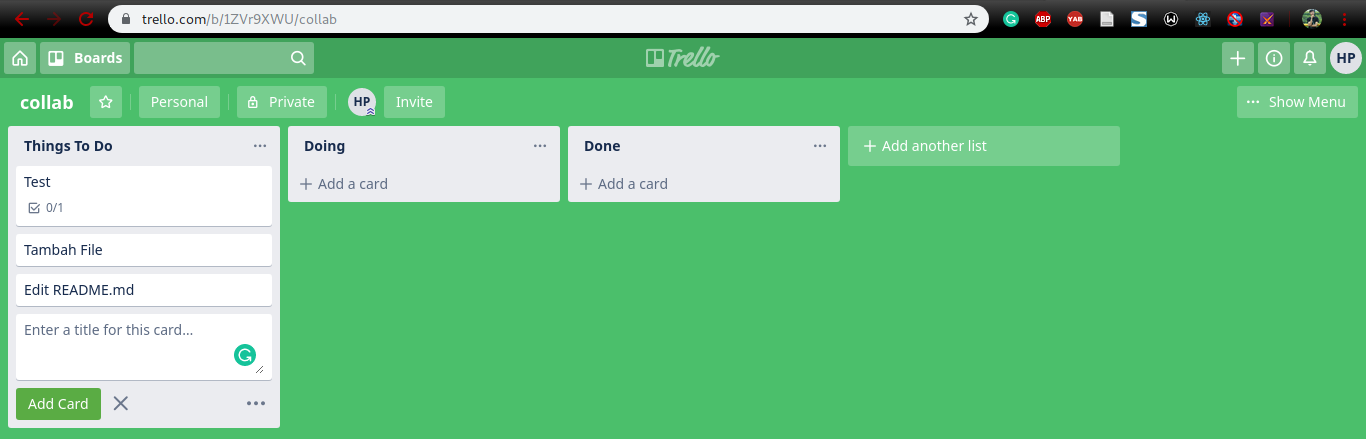 trello.com/b/1ZVr9XWU/collab
ABP
YAB
S
W
Boards
Trello
HP
collab
Personal
Private
HP
Invite
Show Menu
Things To Do
Test
0/1
Tambah File
Edit README.md
Enter a title for this card...
Add Card
Doing
Add a card
Done
Add a card
Add another list